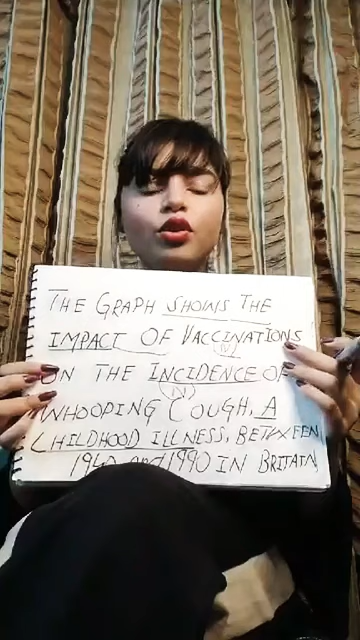 THE GRAPH SHOWS THE
IMPACT OF VACCINATIONS
(N)
ON THE INCIDENCE OF
(N)
WHOOPING COUGH, A
CHILDHOOD ILLNESS, BETWEEN
1940 AND 1990 IN BRITAIN